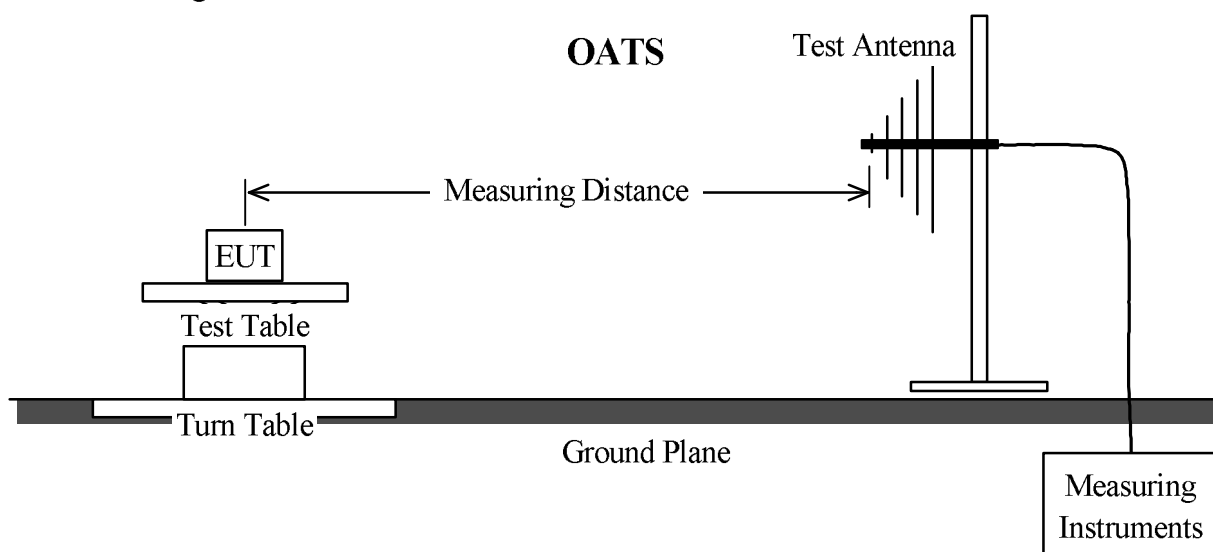 OATS
Test Antenna
Measuring Distance
EUT
Test Table
Turn Table
Ground Plane
Measuring
Instruments